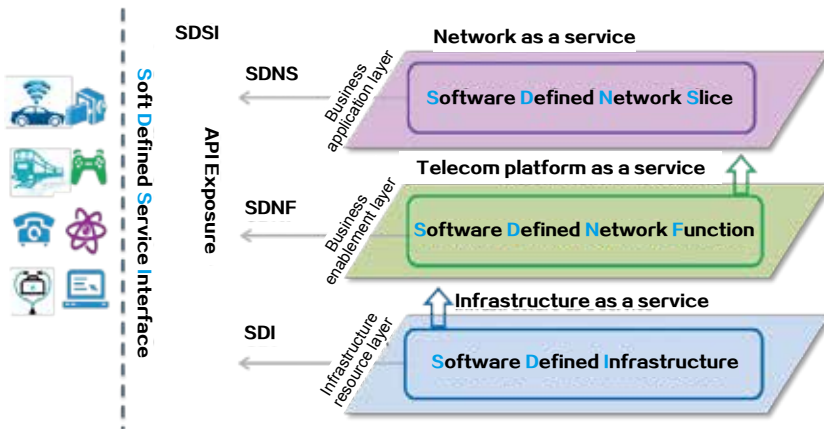 SDSI
Network as a service
SDNS
Business
application layer
Software Defined Network Slice
Soft Defined Service Interface
API Exposure
Telecom platform as a service
SDNF
Business
enablement layer
Software Defined Network Function
Infrastructure as a service
SDI
Infrastructure
resource layer
Software Defined Infrastructure